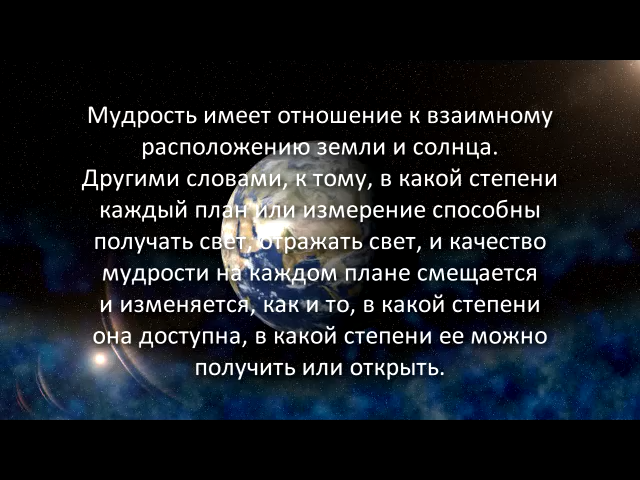 Мудрость имеет отношение к взаимному
расположению земли и солнца.
Другими словами, к тому, в какой степени
каждый план или измерение способны
получать свет, отражать свет, и качество
мудрости на каждом плане смещается
и изменяется, как и то, в какой степени
она доступна, в какой степени ее можно
получить или открыть.